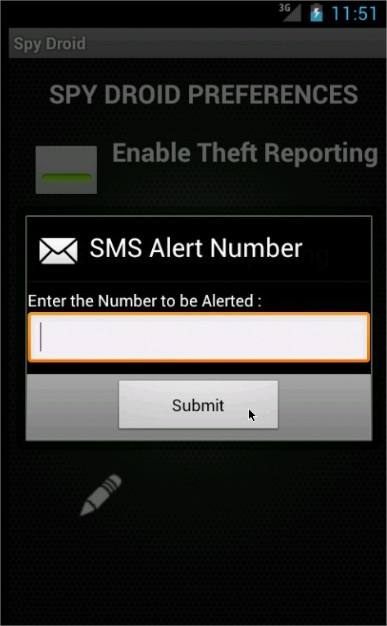 3G 11:51
Spy Droid
SPY DROID PREFERENCES
Enable Theft Reporting
SMS Alert Number
Enter the Number to be Alerted :
Submit